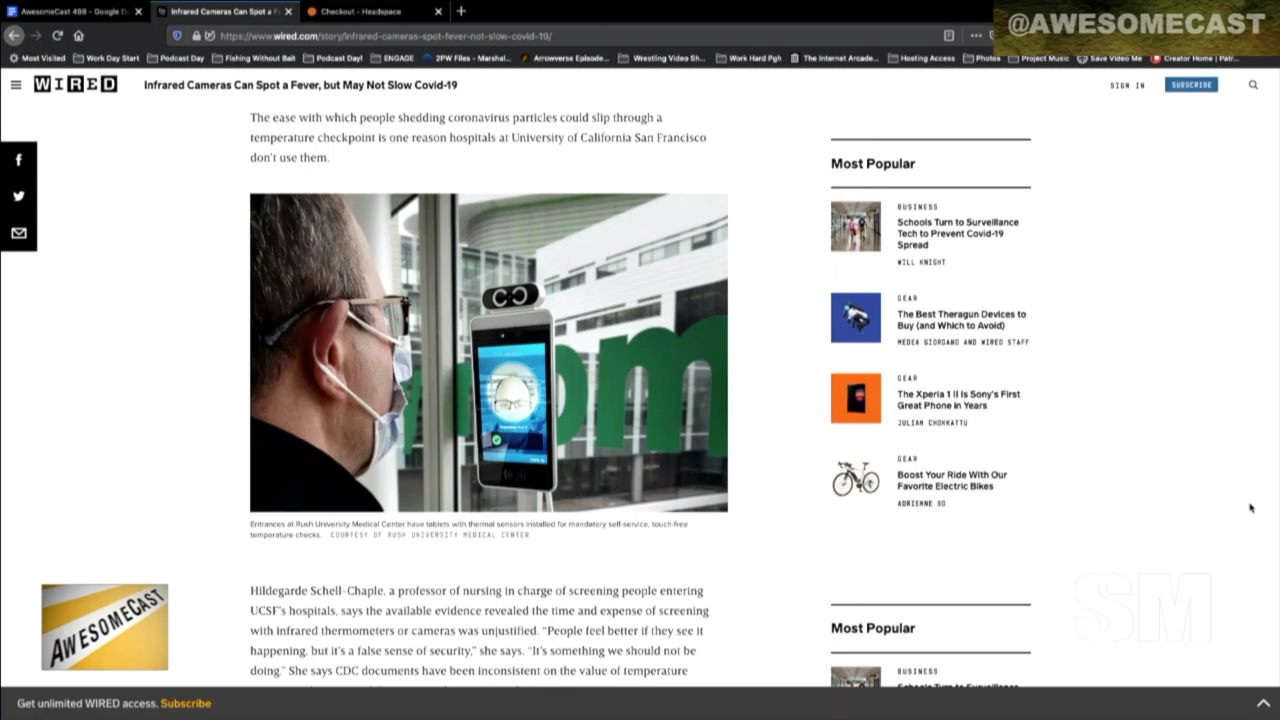 AwesomeCast 498 - Google D
Infrared Cameras Can Spot a F
Checkout - Headspace
@AWESOMECAST
https://www.wired.com/story/infrared-cameras-spot-fever-not-slow-covid-19/
Most Visited
Work Day Start
Podcast Day
Fishing Without Bait
Podcast Day!
ENGAGE
2PW Files - Marshal...
Arrowverse Episode...
Wrestling Video Sh...
Work Hard Pgh
The Internet Arcade...
Hosting Access
Photos
Project Music
Save Video Me
Creator Home | Patr...
WIRED
Infrared Cameras Can Spot a Fever, but May Not Slow Covid-19
SIGN IN
SUBSCRIBE
The ease with which people shedding coronavirus particles could slip through a
temperature checkpoint is one reason hospitals at University of California San Francisco
don't use them.
om
Entrances at Rush University Medical Center have tablets with thermal sensors installed for mandatory self-service, touch-free
temperature checks. COURTESY OF RUSH UNIVERSITY MEDICAL CENTER
Hildegarde Schell-Chaple, a professor of nursing in charge of screening people entering
UCSF's hospitals, says the available evidence revealed the time and expense of screening
with infrared thermometers or cameras was unjustified. "People feel better if they see it
happening, but it's a false sense of security," she says. "It's something we should not be
doing." She says CDC documents have been inconsistent on the value of temperature
Most Popular
BUSINESS
Schools Turn to Surveillance
Tech to Prevent Covid-19
Spread
WILL KNIGHT
GEAR
The Best Theragun Devices to
Buy (and Which to Avoid)
MEDEA GIORDANO AND WIRED STAFF
GEAR
The Xperia 1 II Is Sony's First
Great Phone in Years
JULIAN CHOKKATTU
GEAR
Boost Your Ride With Our
Favorite Electric Bikes
ADRIENNE SO
Most Popular
BUSINESS
Schools Turn to Surveillance
AWESOMECAST
SM
Get unlimited WIRED access. Subscribe